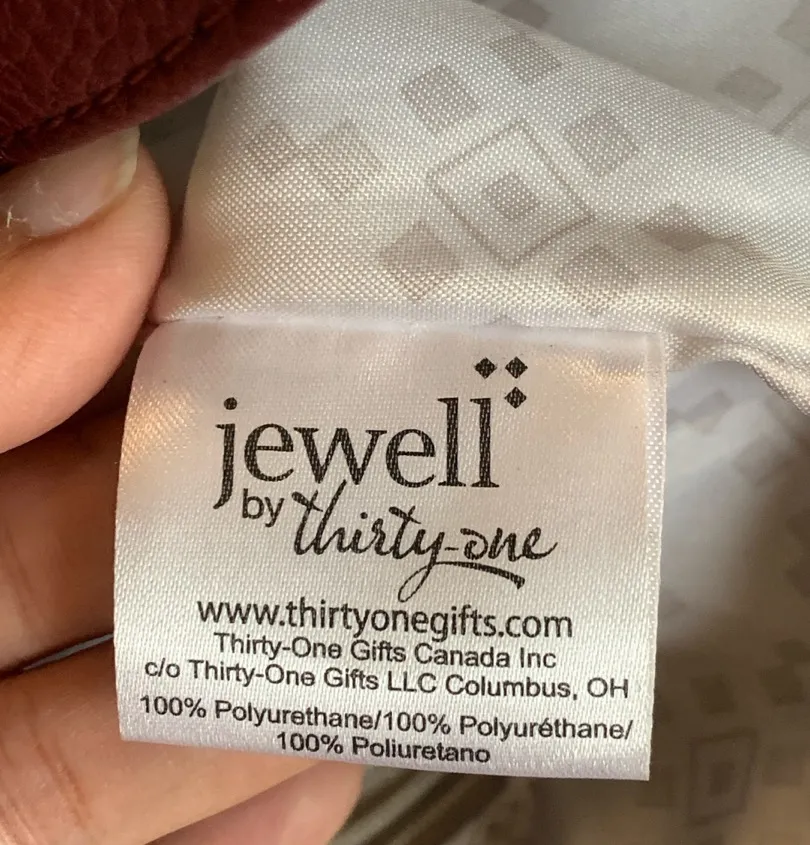 jewell
by thirty-one
www.thirtyonegifts.com
Thirty-One Gifts Canada Inc
c/o Thirty-One Gifts LLC Columbus, OH
100% Polyurethane/100% Polyuréthane/
100% Poliuretano